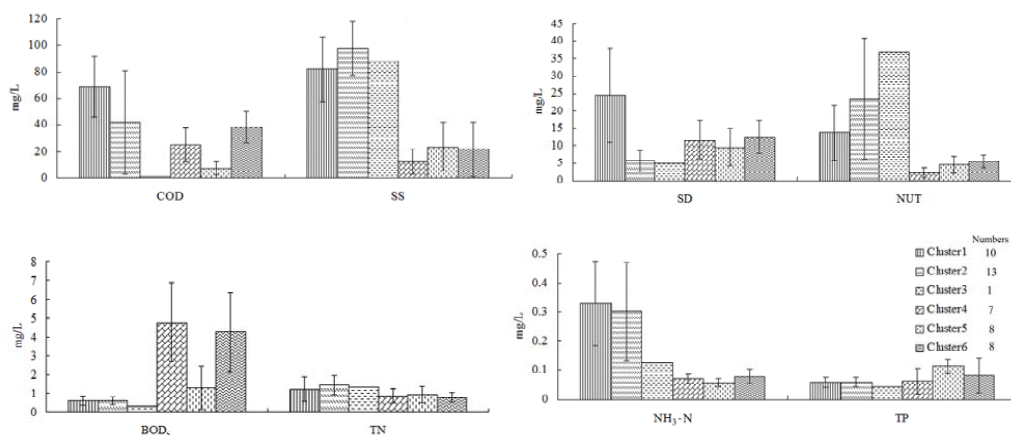 120
100
80
60
40
20
0
mg/L
COD SS
45
40
35
30
25
20
15
10
5
0
mg/L
SD NUT
8
7
6
5
4
3
2
1
0
mg/L
BOD₅ TN
0.5
0.4
0.3
0.2
0.1
0
mg/L
NH₃-N TP
Numbers
Cluster1 10
Cluster2 13
Cluster3 1
Cluster4 7
Cluster5 8
Cluster6 8